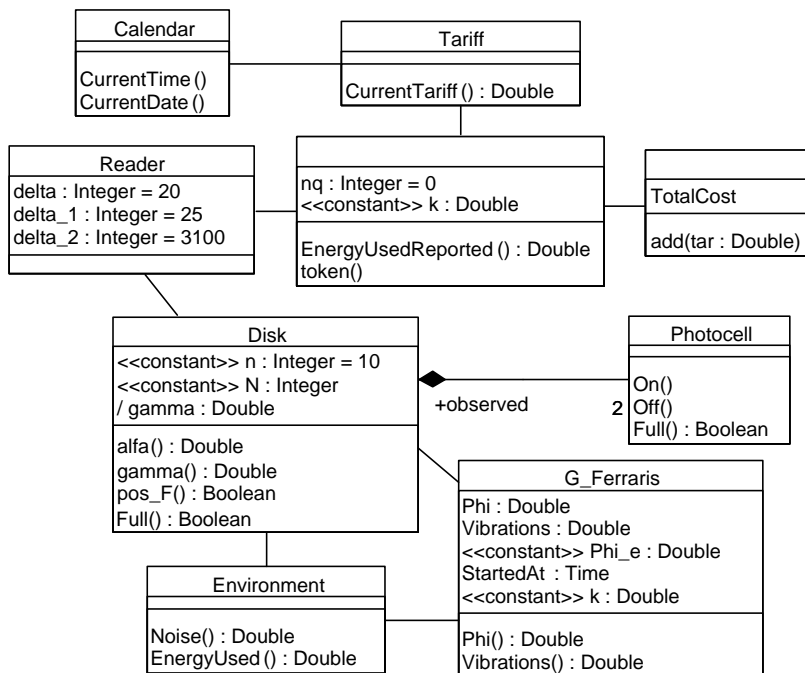 Calendar
CurrentTime()
CurrentDate()
Tariff
CurrentTariff() : Double
Reader
delta : Integer = 20
delta_1 : Integer = 25
delta_2 : Integer = 3100
nq : Integer = 0
<<constant>> k : Double
EnergyUsedReported() : Double
token()
TotalCost
add(tar : Double)
Disk
<<constant>> n : Integer = 10
<<constant>> N : Integer
/ gamma : Double
alfa() : Double
gamma() : Double
pos_F() : Boolean
Full() : Boolean
+observed
2
Photocell
On()
Off()
Full() : Boolean
G_Ferraris
Phi : Double
Vibrations : Double
<<constant>> Phi_e : Double
StartedAt : Time
<<constant>> k : Double
Phi() : Double
Vibrations() : Double
Environment
Noise() : Double
EnergyUsed() : Double